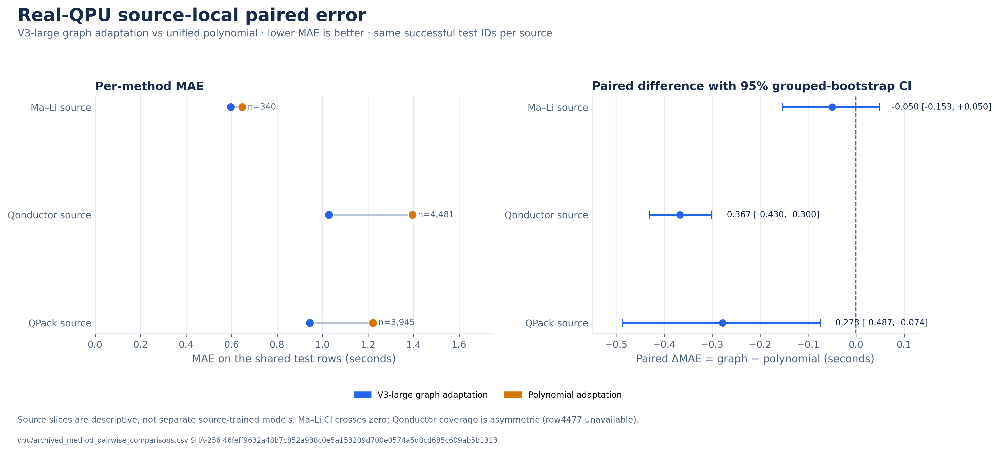 Real-QPU source-local paired error
V3-large graph adaptation vs unified polynomial · lower MAE is better · same successful test IDs per source
Per-method MAE
Ma–Li source
n=340
Qonductor source
n=4,481
QPack source
n=3,945
0.0 0.2 0.4 0.6 0.8 1.0 1.2 1.4 1.6
MAE on the shared test rows (seconds)
Paired difference with 95% grouped-bootstrap CI
Ma–Li source
-0.050 [-0.153, +0.050]
Qonductor source
-0.367 [-0.430, -0.300]
QPack source
-0.278 [-0.487, -0.074]
−0.5 −0.4 −0.3 −0.2 −0.1 0.0 0.1
Paired ΔMAE = graph − polynomial (seconds)
V3-large graph adaptation
Polynomial adaptation
Source slices are descriptive, not separate source-trained models. Ma–Li CI crosses zero; Qonductor coverage is asymmetric (row4477 unavailable).
qpu/archived_method_pairwise_comparisons.csv SHA-256 46feff9632a48b7c852a938c0e5a153209d700e0574a5d8cd685c609ab5b1313